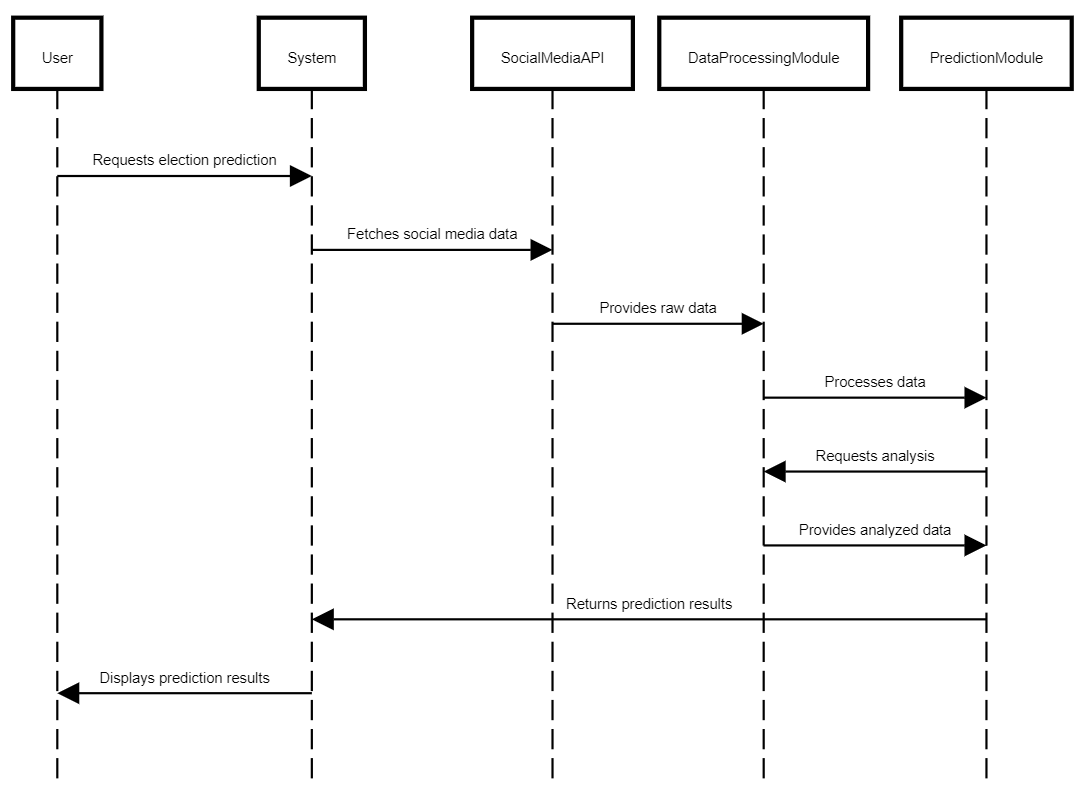 User
System
SocialMediaAPI
DataProcessingModule
PredictionModule
Requests election prediction
Fetches social media data
Provides raw data
Processes data
Requests analysis
Provides analyzed data
Returns prediction results
Displays prediction results